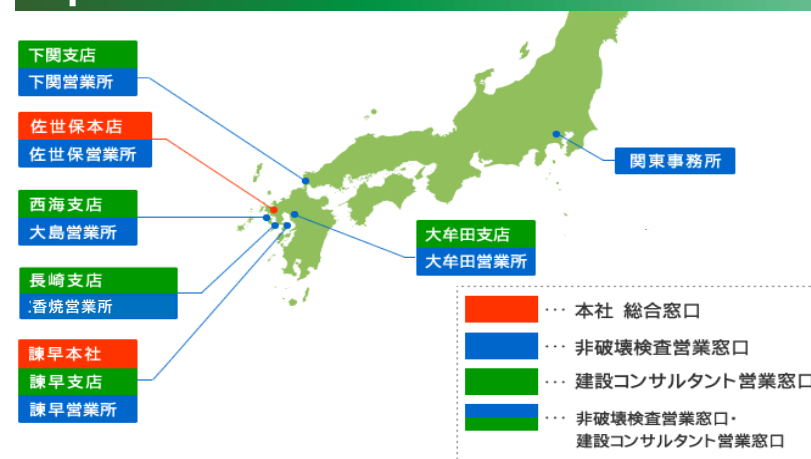 下関支店
下関営業所
佐世保本店
佐世保営業所
西海支店
大島営業所
長崎支店
香焼営業所
諫早本社
諫早支店
諫早営業所
関東事務所
大牟田支店
大牟田営業所
… 本社 総合窓口
… 非破壊検査営業窓口
… 建設コンサルタント営業窓口
… 非破壊検査営業窓口・
建設コンサルタント営業窓口